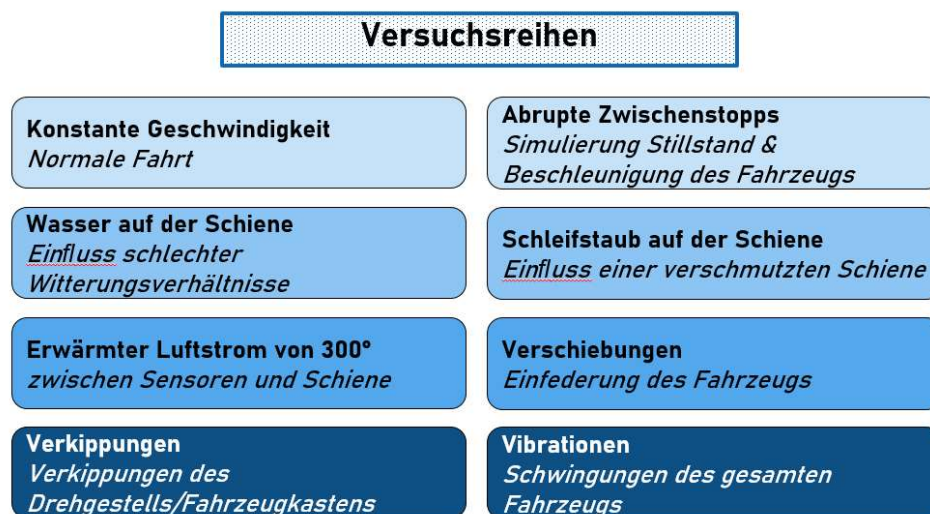 Versuchsreihen
Konstante Geschwindigkeit
Normale Fahrt
Abrupte Zwischenstopps
Simulierung Stillstand &
Beschleunigung des Fahrzeugs
Wasser auf der Schiene
Einfluss schlechter
Witterungsverhältnisse
Schleifstaub auf der Schiene
Einfluss einer verschmutzten Schiene
Erwärmter Luftstrom von 300°
zwischen Sensoren und Schiene
Verschiebungen
Einfederung des Fahrzeugs
Verkippungen
Verkippungen des
Drehgestells/Fahrzeugkastens
Vibrationen
Schwingungen des gesamten
Fahrzeugs